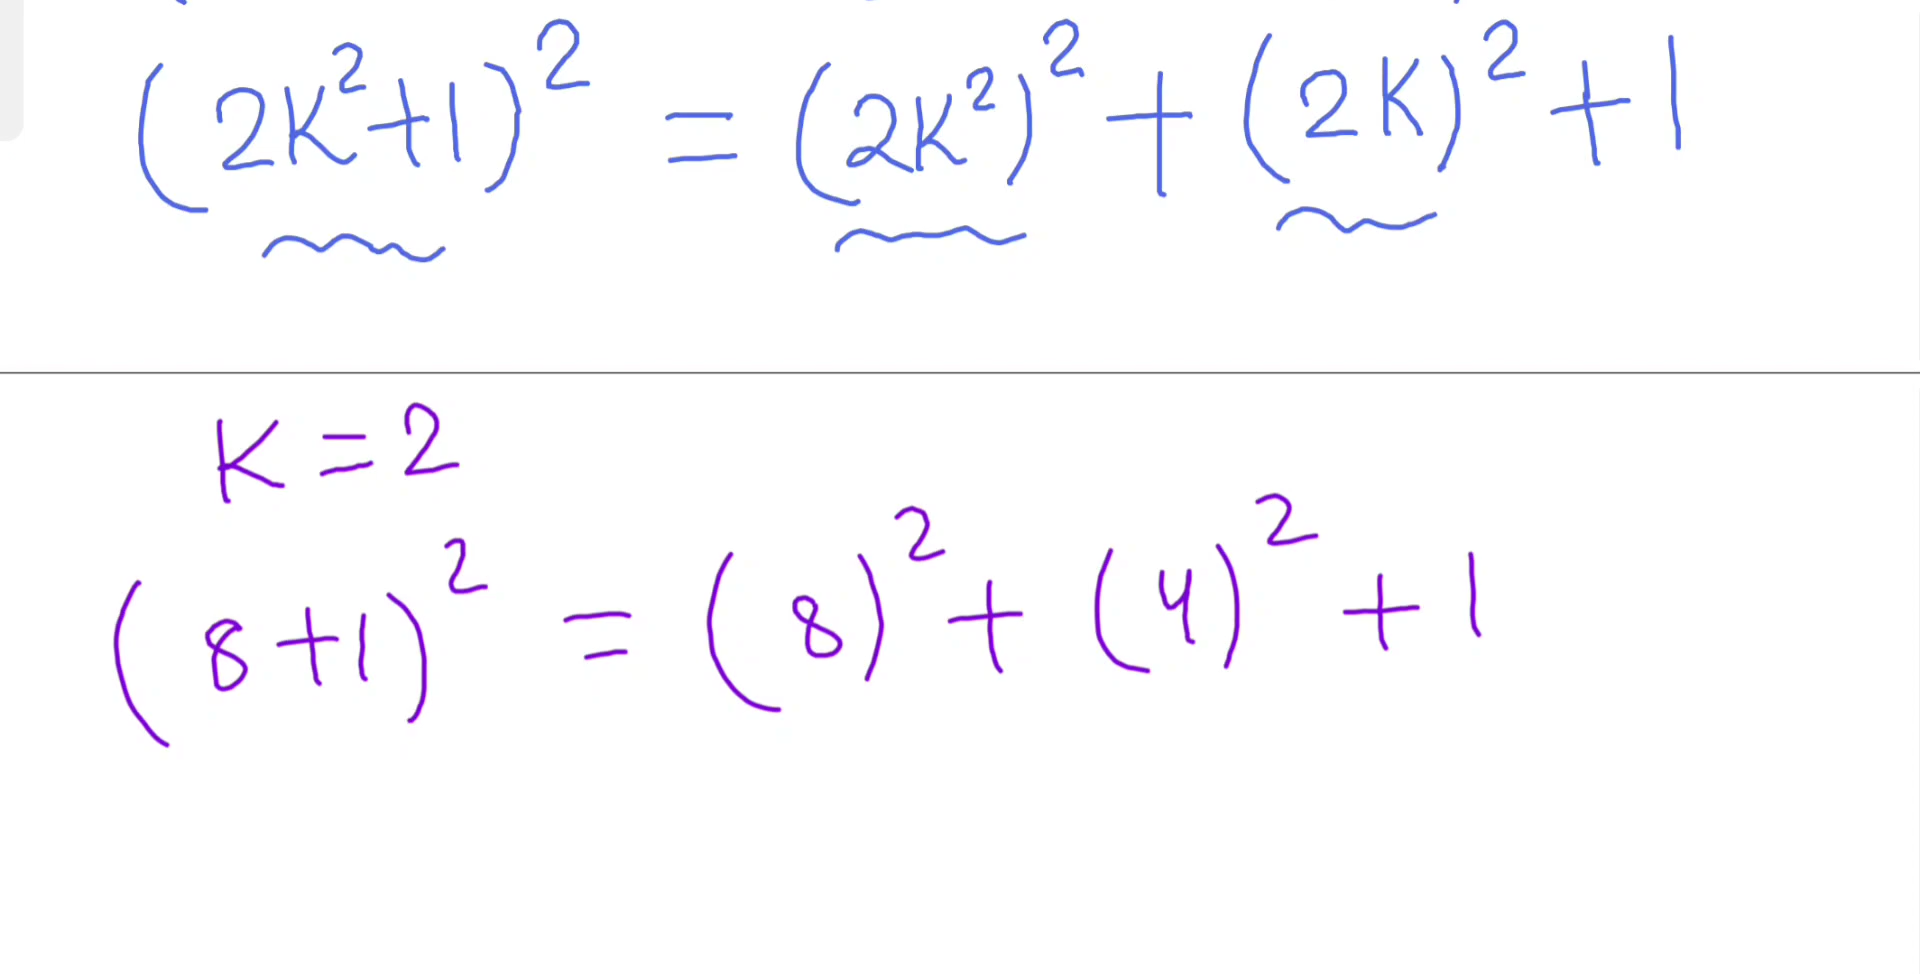 (2K²+1)² = (2K²)² + (2K)² + 1
K = 2
(8+1)² = (8)² + (4)² + 1